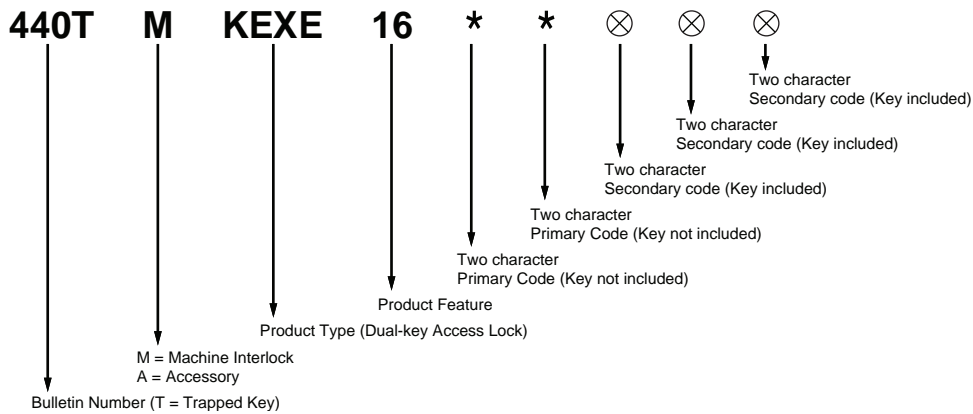 440T M KEXE 16 * * ⊗ ⊗ ⊗
Two character
Secondary code (Key included)
Two character
Secondary code (Key included)
Two character
Secondary code (Key included)
Two character
Primary Code (Key not included)
Two character
Primary Code (Key not included)
Product Feature
Product Type (Dual-key Access Lock)
M = Machine Interlock
A = Accessory
Bulletin Number (T = Trapped Key)